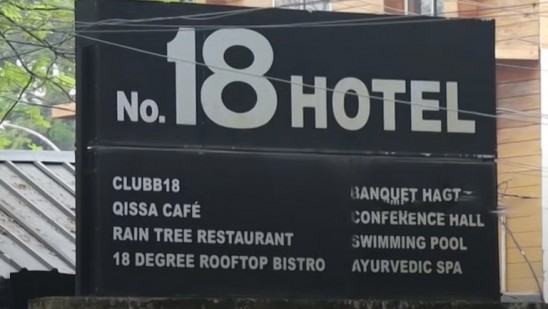 No. 18 HOTEL
CLUBB18
QISSA CAFÉ
RAIN TREE RESTAURANT
18 DEGREE ROOFTOP BISTRO
BANQUET
CONFERENCE HALL
SWIMMING POOL
AYURVEDIC SPA